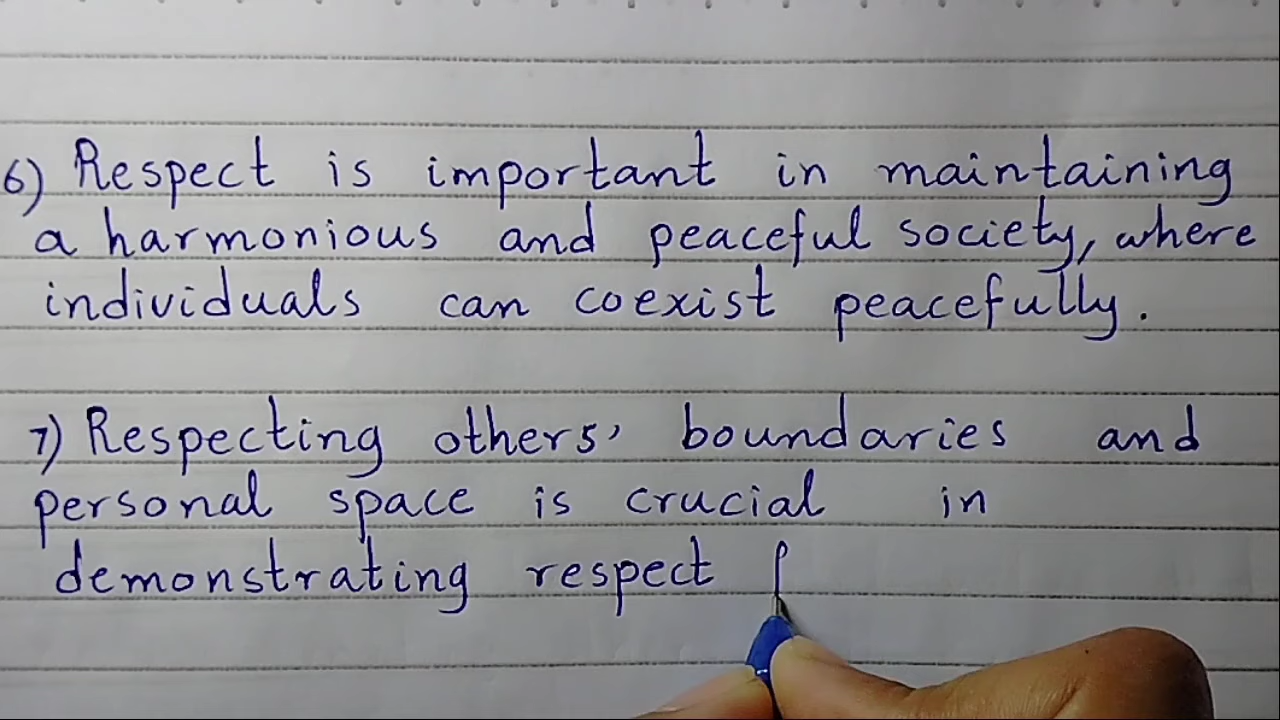 6) Respect is important in maintaining
a harmonious and peaceful society, where
individuals can coexist peacefully.
7) Respecting others' boundaries and
personal space is crucial in
demonstrating respect